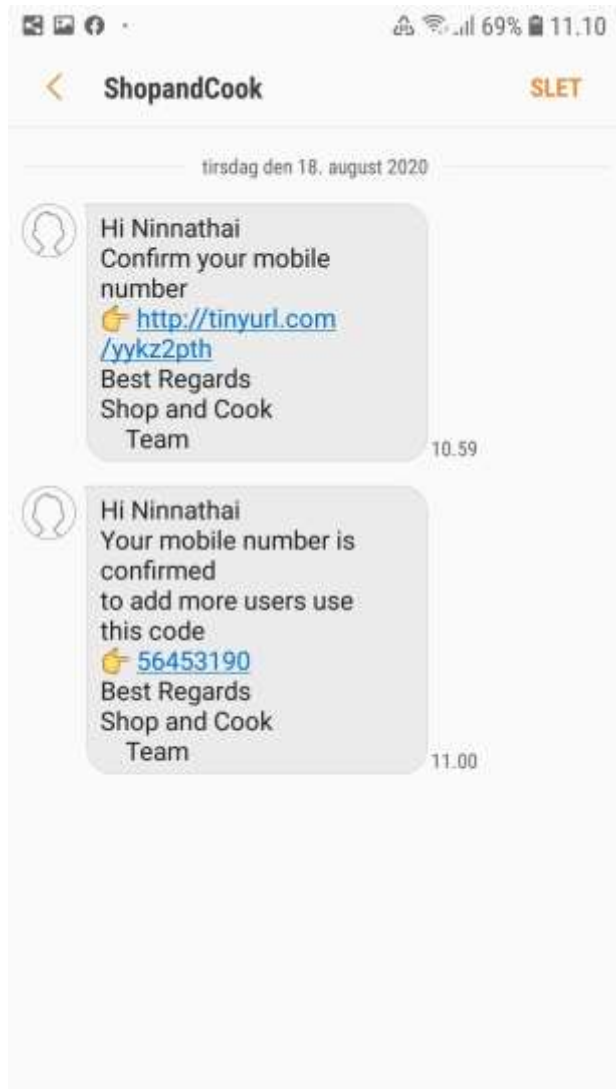 69% 11.10
ShopandCook
SLET
tirsdag den 18. august 2020
Hi Ninnathai
Confirm your mobile
number
👉 http://tinyurl.com
/yykz2pth
Best Regards
Shop and Cook
Team
10.59
Hi Ninnathai
Your mobile number is
confirmed
to add more users use
this code
👉 56453190
Best Regards
Shop and Cook
Team
11.00